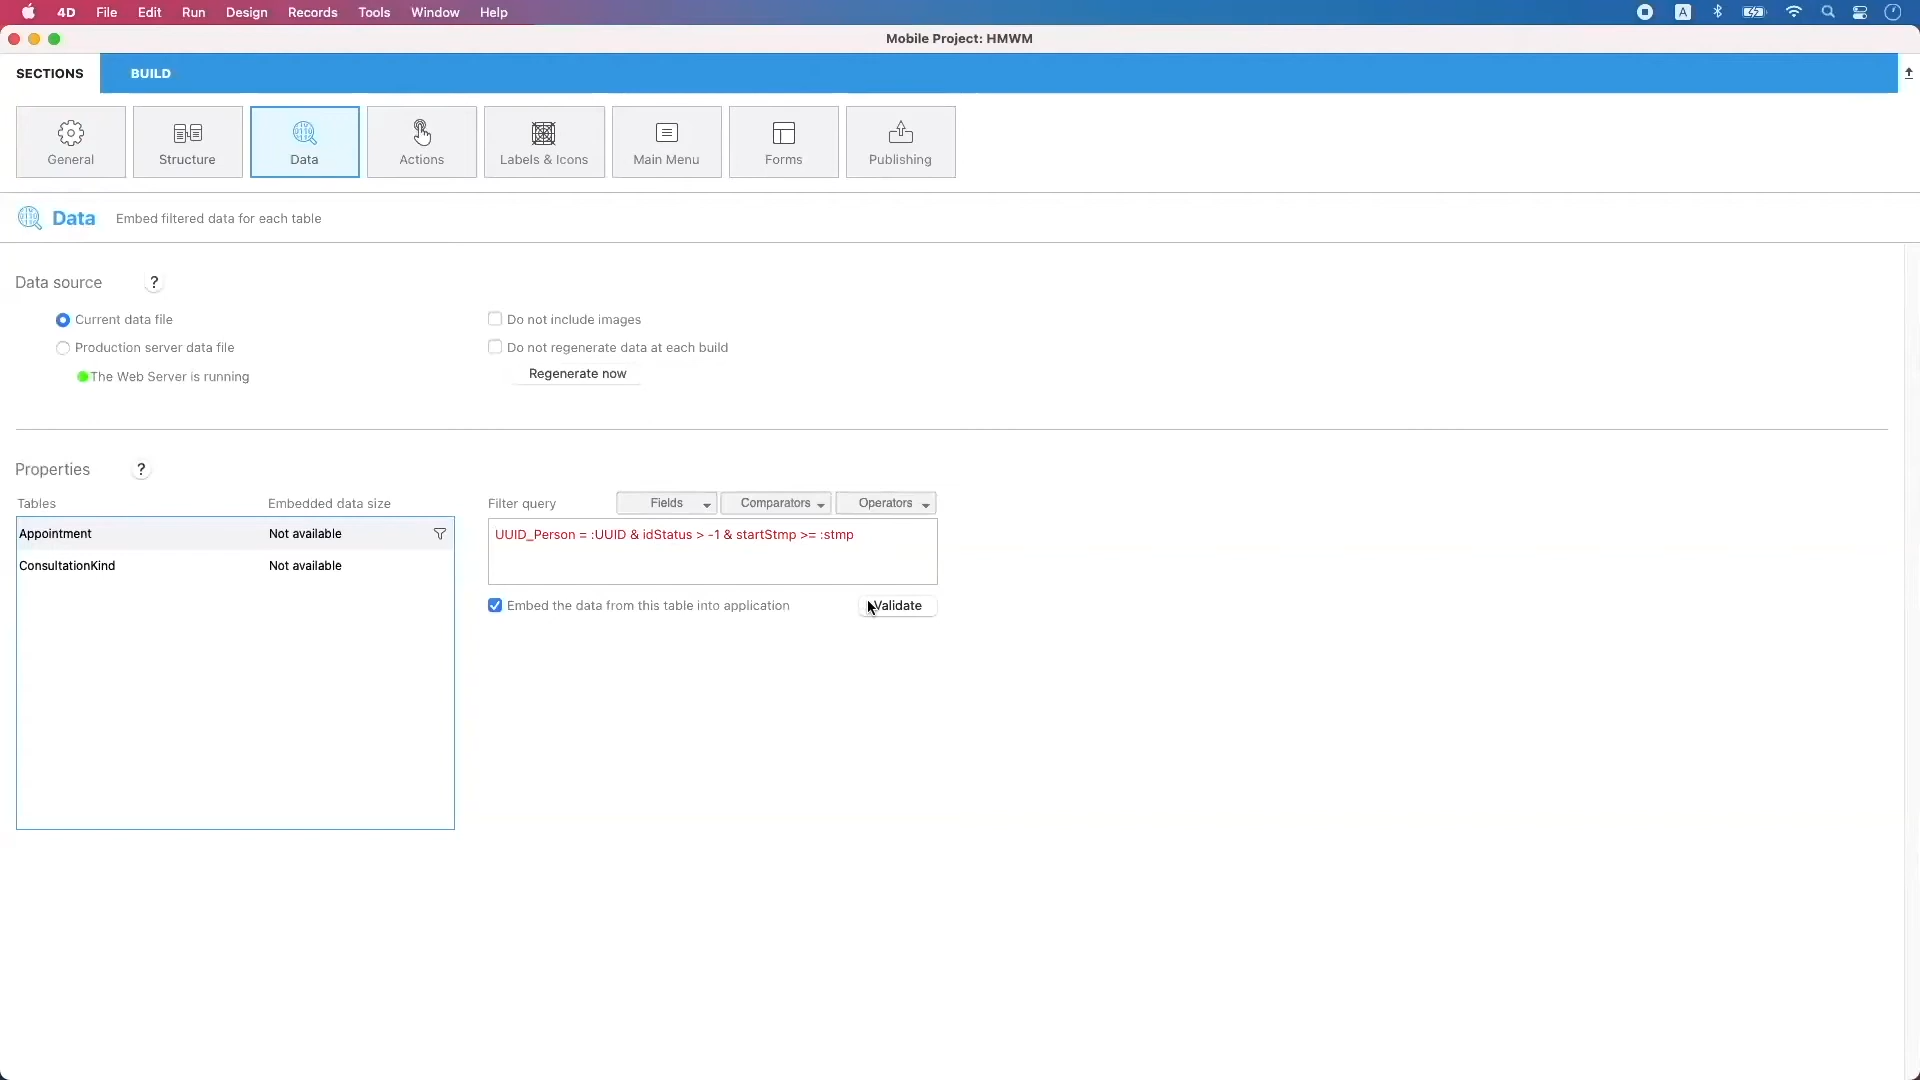 4D File Edit Run Design Records Tools Window Help A
Mobile Project: HMWM
SECTIONS BUILD
General Structure Data Actions Labels & Icons Main Menu Forms Publishing
Data Embed filtered data for each table
Data source ?
Current data file Do not include images
Production server data file Do not regenerate data at each build
The Web Server is running Regenerate now
Properties ?
Tables Embedded data size Filter query Fields Comparators Operators
Appointment Not available UUID_Person = :UUID & idStatus > -1 & startStmp >= :stmp
ConsultationKind Not available
Embed the data from this table into application Validate